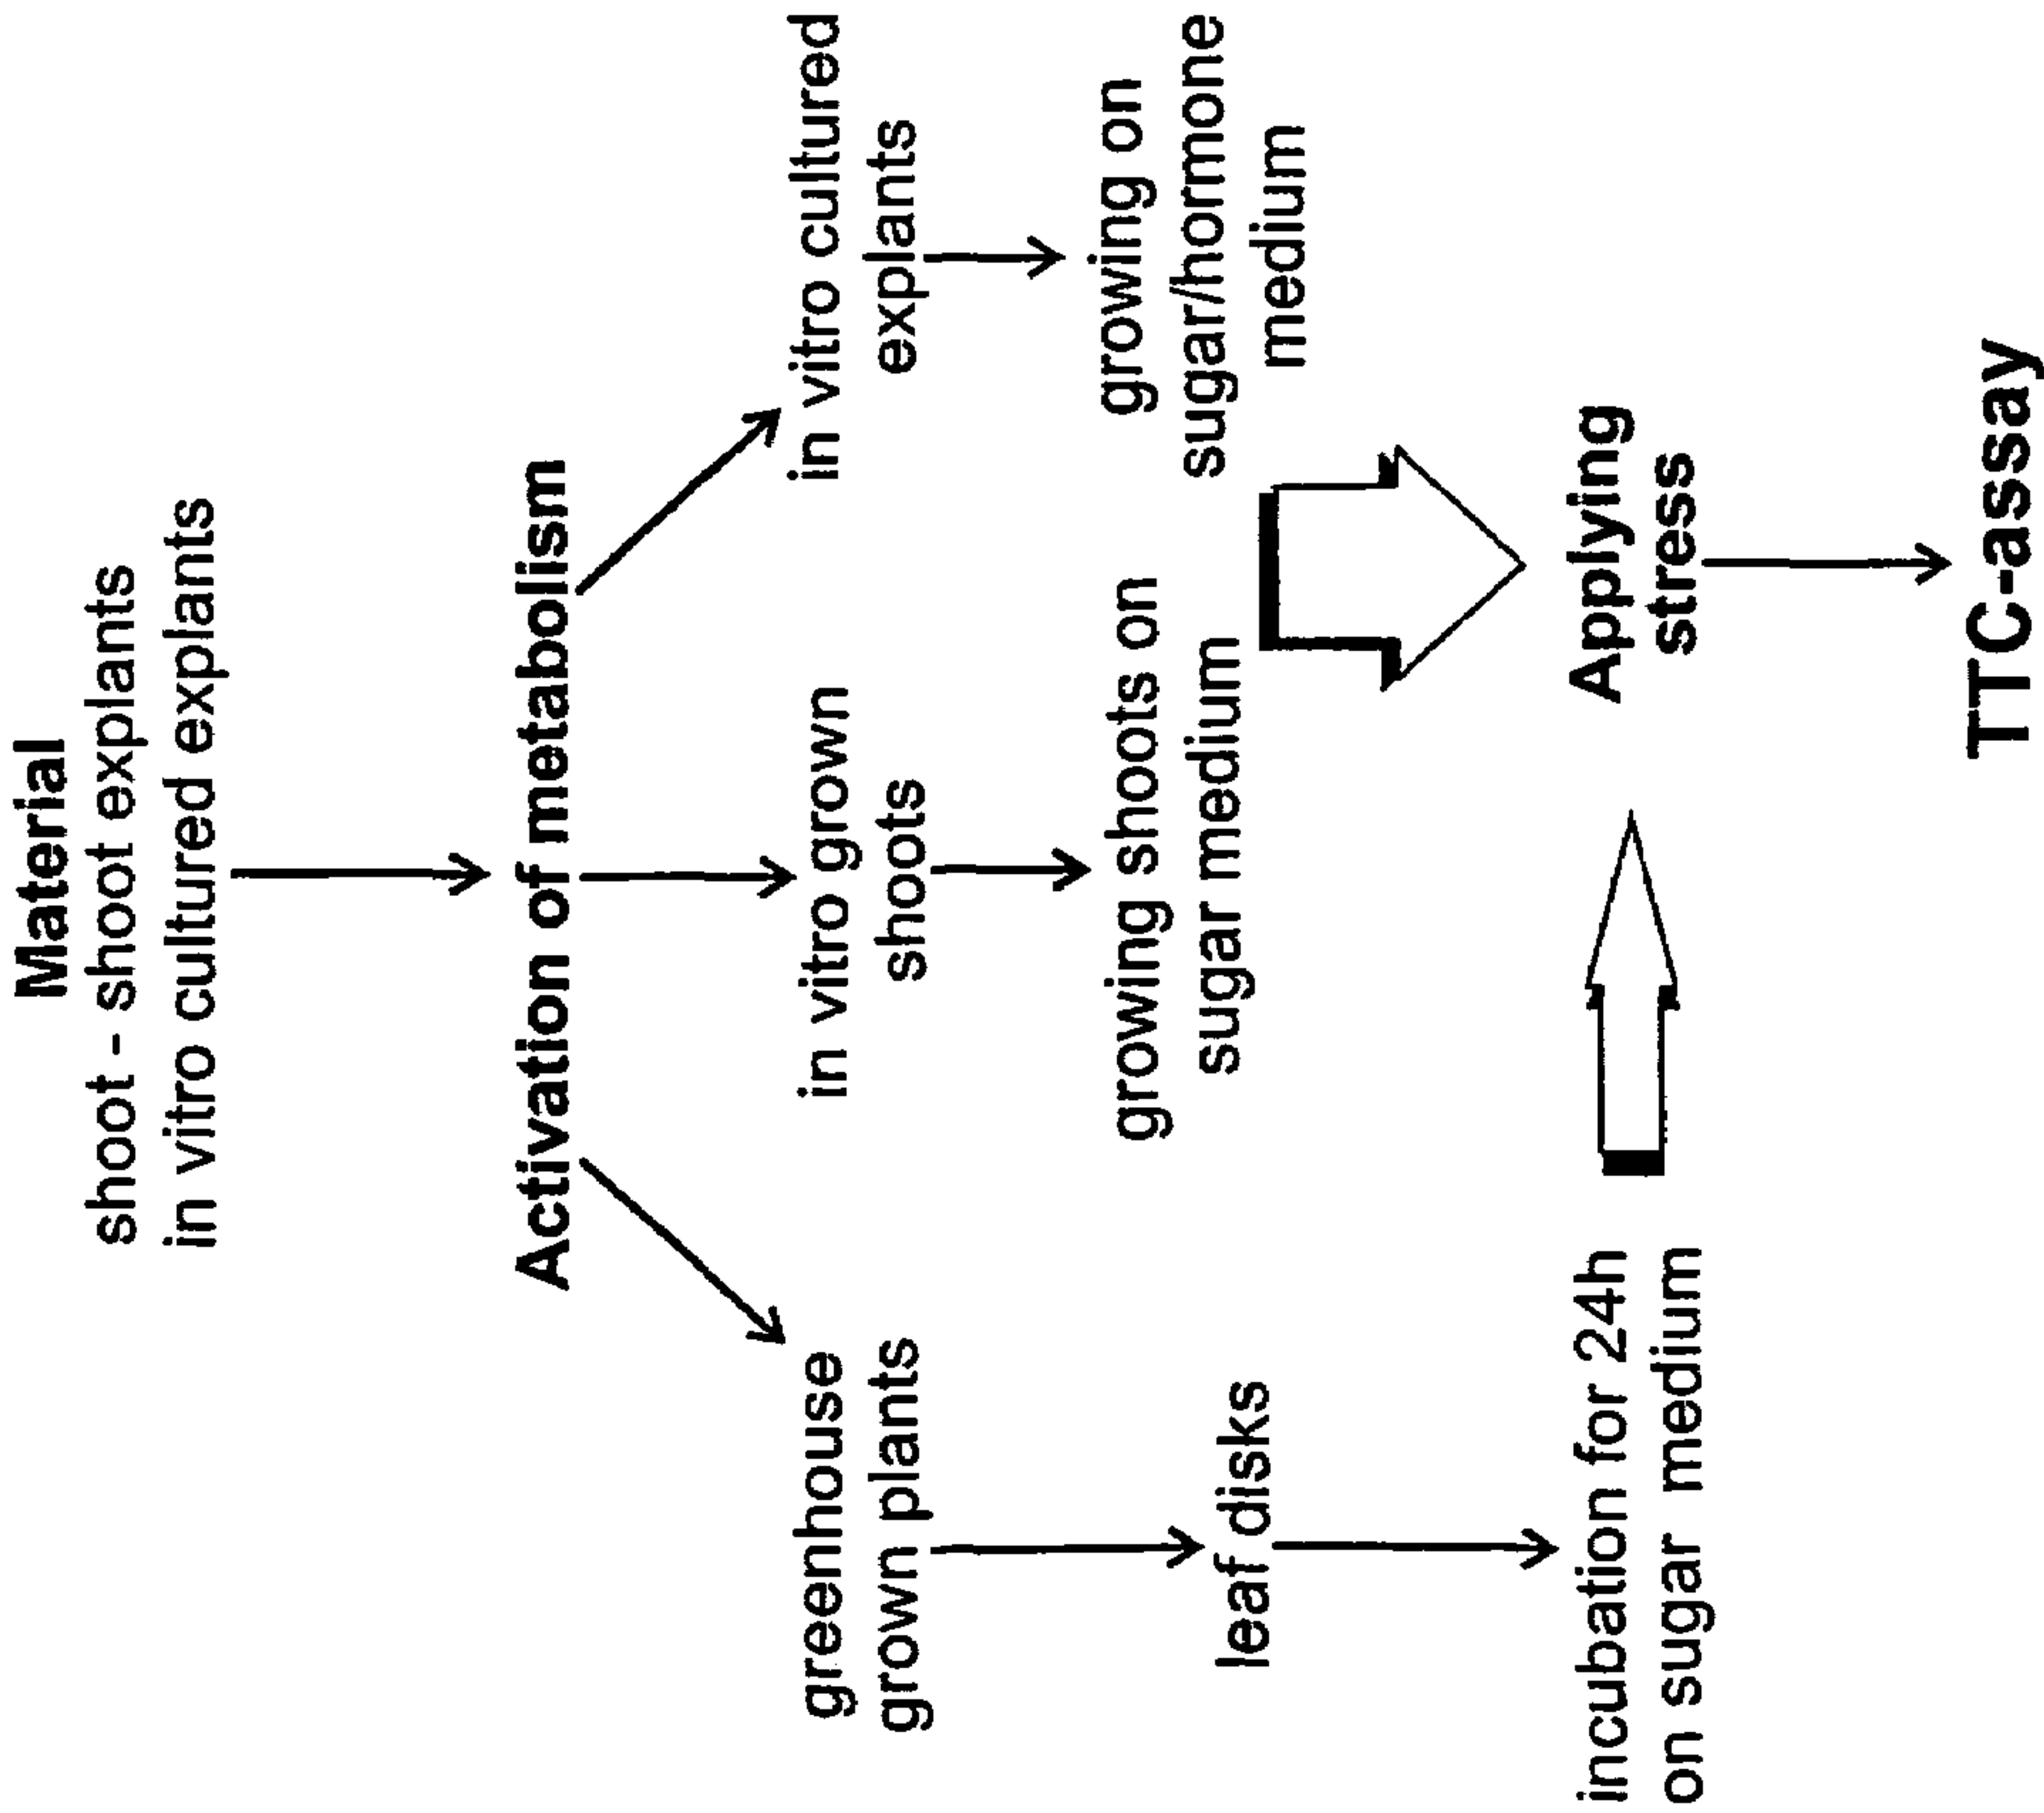 Material
shoot - shoot explants
in vitro cultured explants
Activation of metabolism
greenhouse
grown plants
leaf disks
incubation for 24h
on sugar medium
in vitro grown
shoots
growing shoots on
sugar medium
in vitro cultured
explants
growing on
sugar/hormone
medium
Applying
stress
TTC-assay